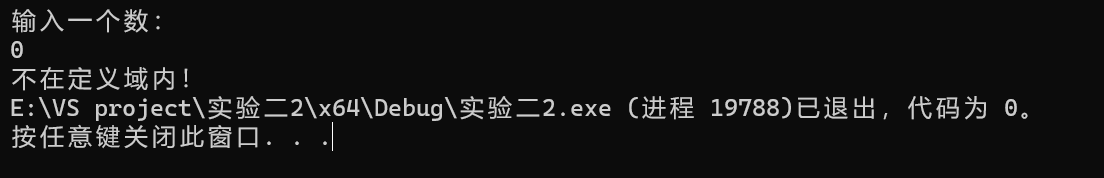 输入一个数：
0
不在定义域内！
E:\VS project\实验二2\x64\Debug\实验二2.exe (进程 19788)已退出，代码为 0。
按任意键关闭此窗口. . .